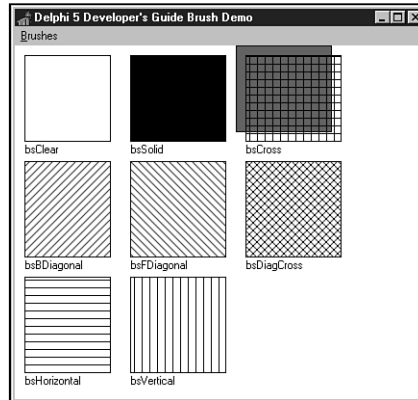 Delphi 5 Developer's Guide Brush Demo
Brushes
bsClear
bsSolid
bsCross
bsBDiagonal
bsFDiagonal
bsDiagCross
bsHorizontal
bsVertical